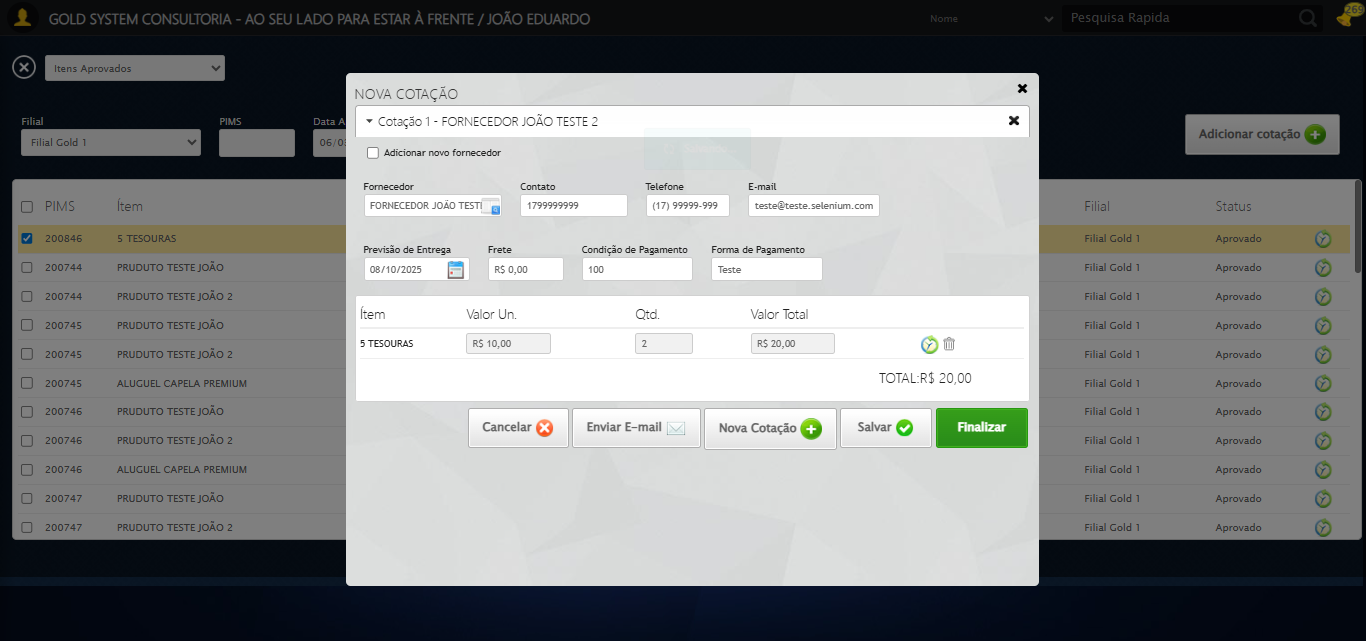 GOLD SYSTEM CONSULTORIA - AO SEU LADO PARA ESTAR À FRENTE / JOÃO EDUARDO
Nome
Pesquisa Rapida
269
Itens Aprovados
Filial
PIMS
Data A
Filial Gold 1
06/0
Adicionar cotação
NOVA COTAÇÃO
Cotação 1 - FORNECEDOR JOÃO TESTE 2
Adicionar novo fornecedor
Fornecedor
Contato
Telefone
E-mail
FORNECEDOR JOÃO TESTE
1799999999
(17) 99999-999
teste@teste.selenium.com
Previsão de Entrega
Frete
Condição de Pagamento
Forma de Pagamento
08/10/2025
R$ 0,00
100
Teste
Ítem
Valor Un.
Qtd.
Valor Total
5 TESOURAS
R$ 10,00
2
R$ 20,00
TOTAL:R$ 20,00
Cancelar
Enviar E-mail
Nova Cotação
Salvar
Finalizar
PIMS Ítem Filial Status
200846 5 TESOURAS Filial Gold 1 Aprovado
200744 PRUDUTO TESTE JOÃO Filial Gold 1 Aprovado
200744 PRUDUTO TESTE JOÃO 2 Filial Gold 1 Aprovado
200745 PRUDUTO TESTE JOÃO Filial Gold 1 Aprovado
200745 PRUDUTO TESTE JOÃO 2 Filial Gold 1 Aprovado
200745 ALUGUEL CAPELA PREMIUM Filial Gold 1 Aprovado
200746 PRUDUTO TESTE JOÃO Filial Gold 1 Aprovado
200746 PRUDUTO TESTE JOÃO 2 Filial Gold 1 Aprovado
200746 ALUGUEL CAPELA PREMIUM Filial Gold 1 Aprovado
200747 PRUDUTO TESTE JOÃO Filial Gold 1 Aprovado
200747 PRUDUTO TESTE JOÃO 2 Filial Gold 1 Aprovado